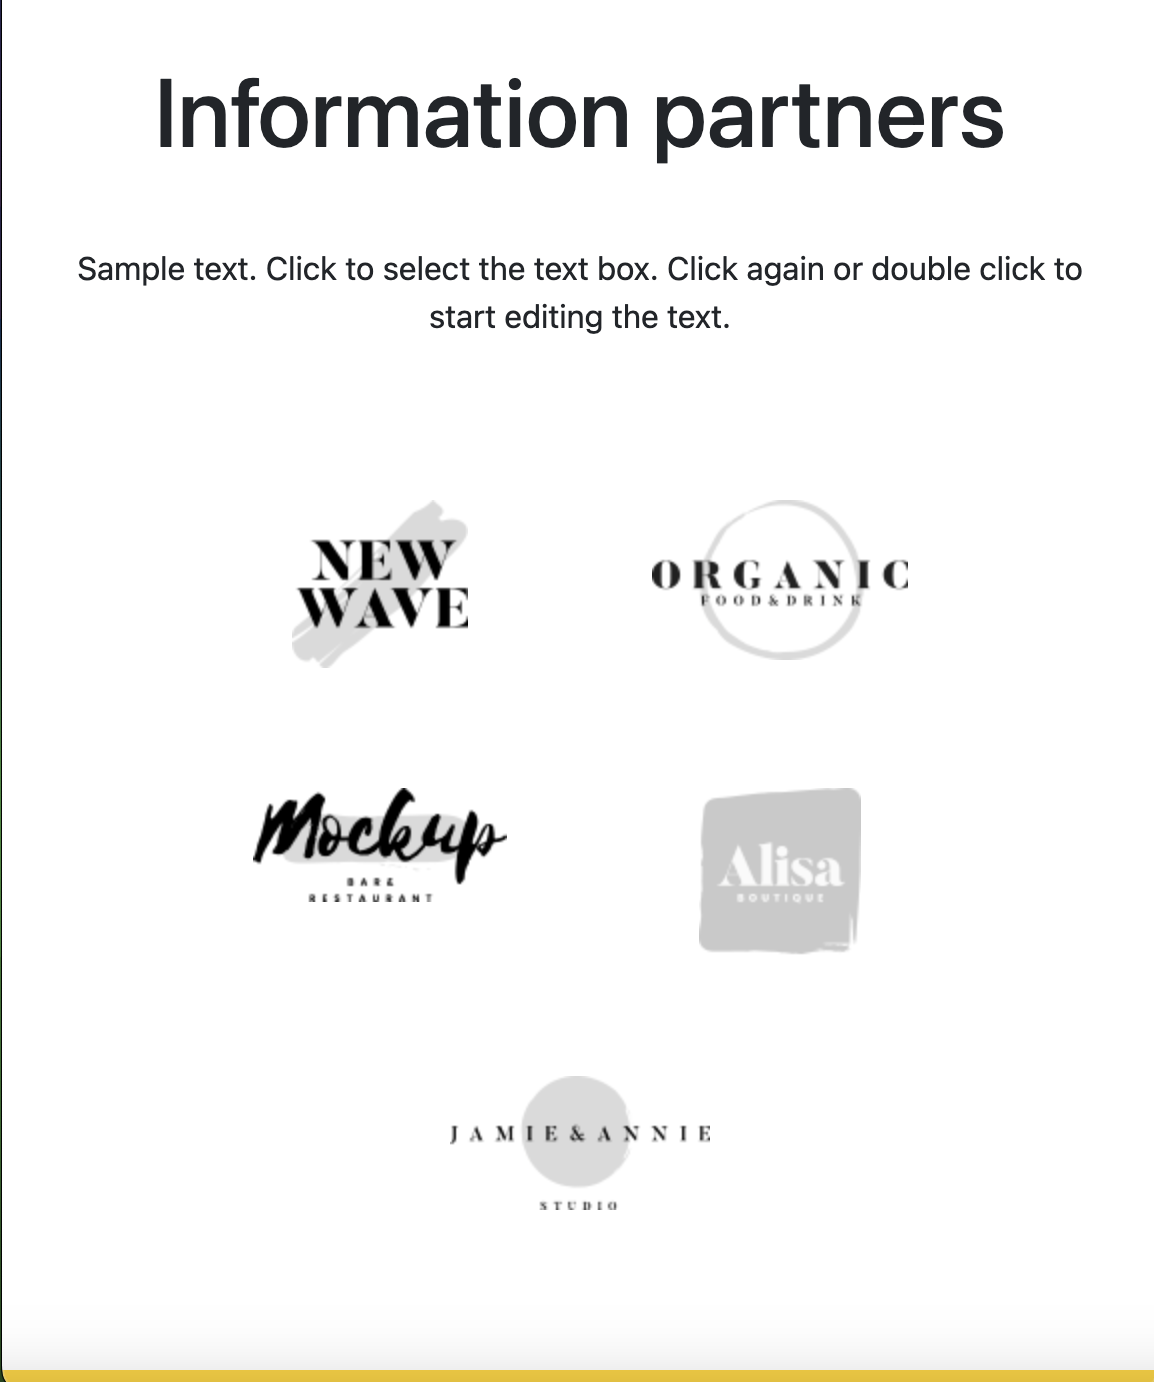 Information partners
Sample text. Click to select the text box. Click again or double click to
start editing the text.
NEW
WAVE
ORGANIC
FOOD&DRINK
Mockup
BAR&
RESTAURANT
Alisa
BOUTIQUE
JAMIE&ANNIE
STUDIO